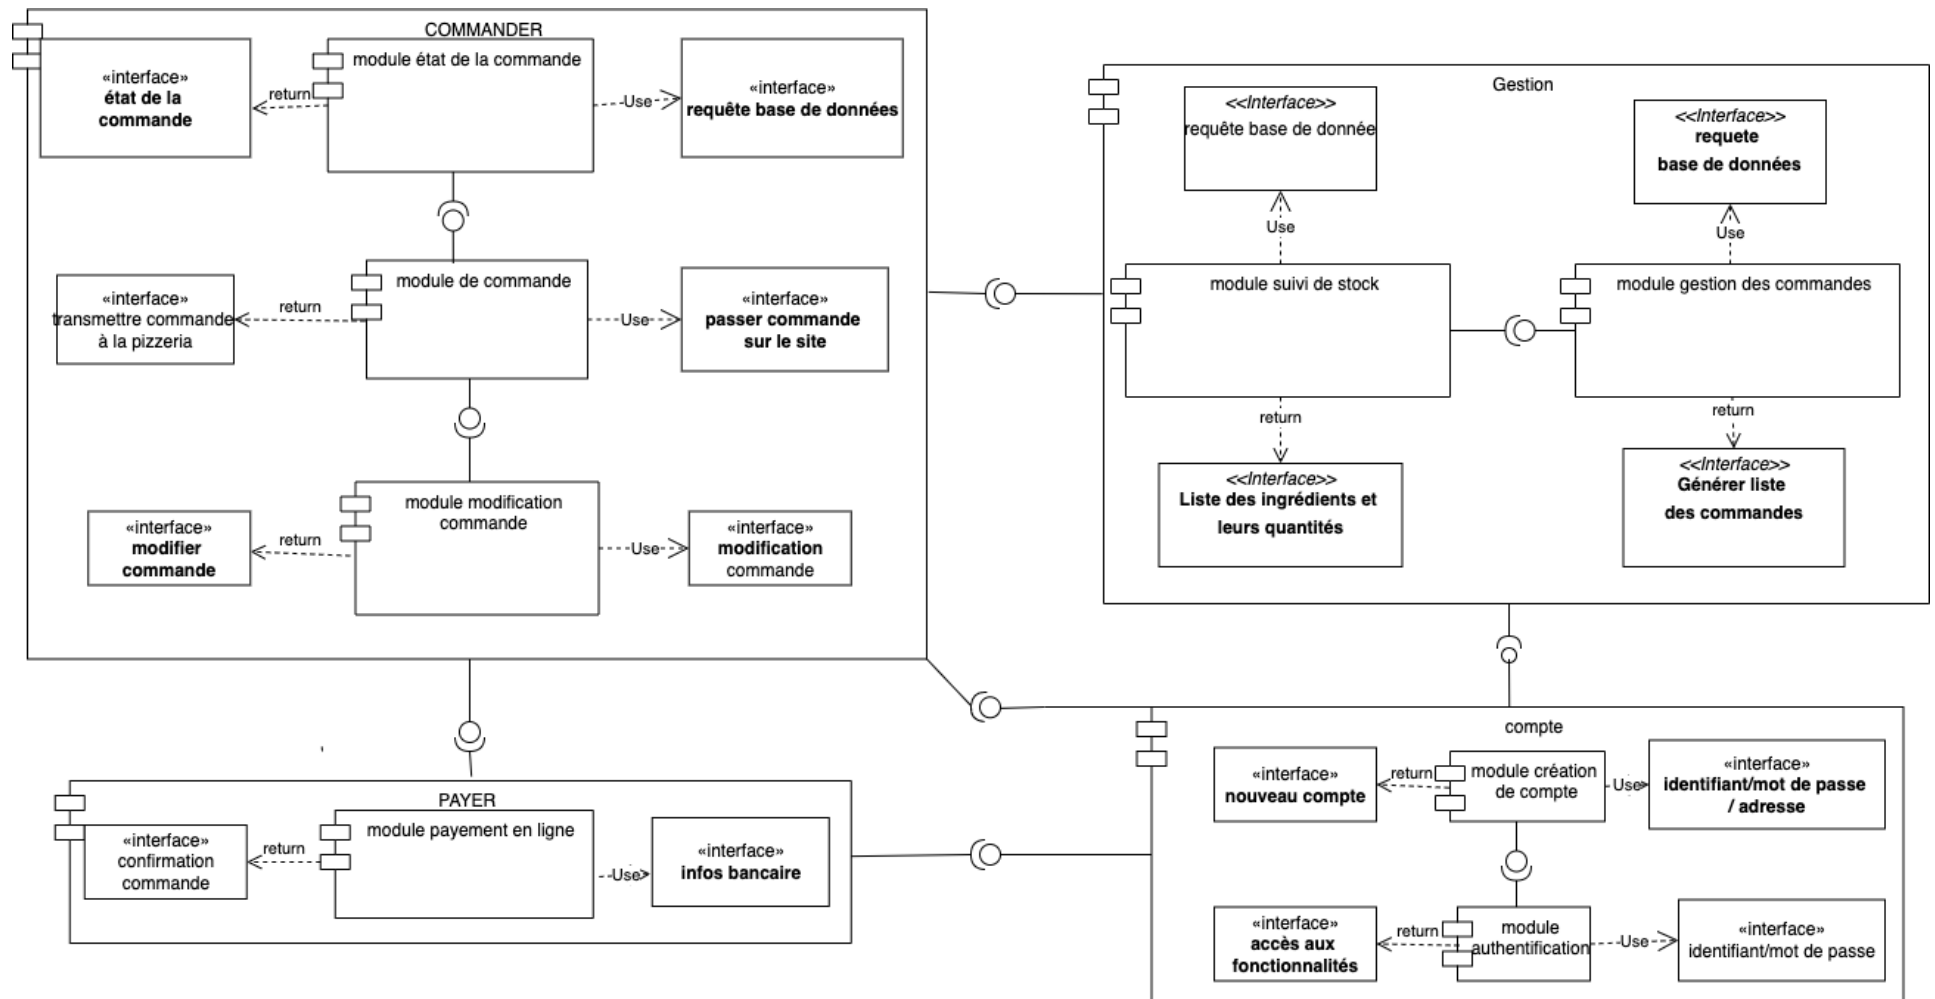 COMMANDER
«interface»
état de la
commande
return
module état de la commande
Use
«interface»
requête base de données
«interface»
transmettre commande
à la pizzeria
return
module de commande
Use
«interface»
passer commande
sur le site
«interface»
modifier
commande
return
module modification
commande
Use
«interface»
modification
commande
Gestion
<<Interface>>
requête base de donnée
<<Interface>>
requete
base de données
Use
Use
module suivi de stock
module gestion des commandes
return
return
<<Interface>>
Liste des ingrédients et
leurs quantités
<<Interface>>
Générer liste
des commandes
PAYER
«interface»
confirmation
commande
return
module payement en ligne
Use
«interface»
infos bancaire
compte
«interface»
nouveau compte
return
module création
de compte
Use
«interface»
identifiant/mot de passe
/ adresse
«interface»
accès aux
fonctionnalités
return
module
authentification
Use
«interface»
identifiant/mot de passe